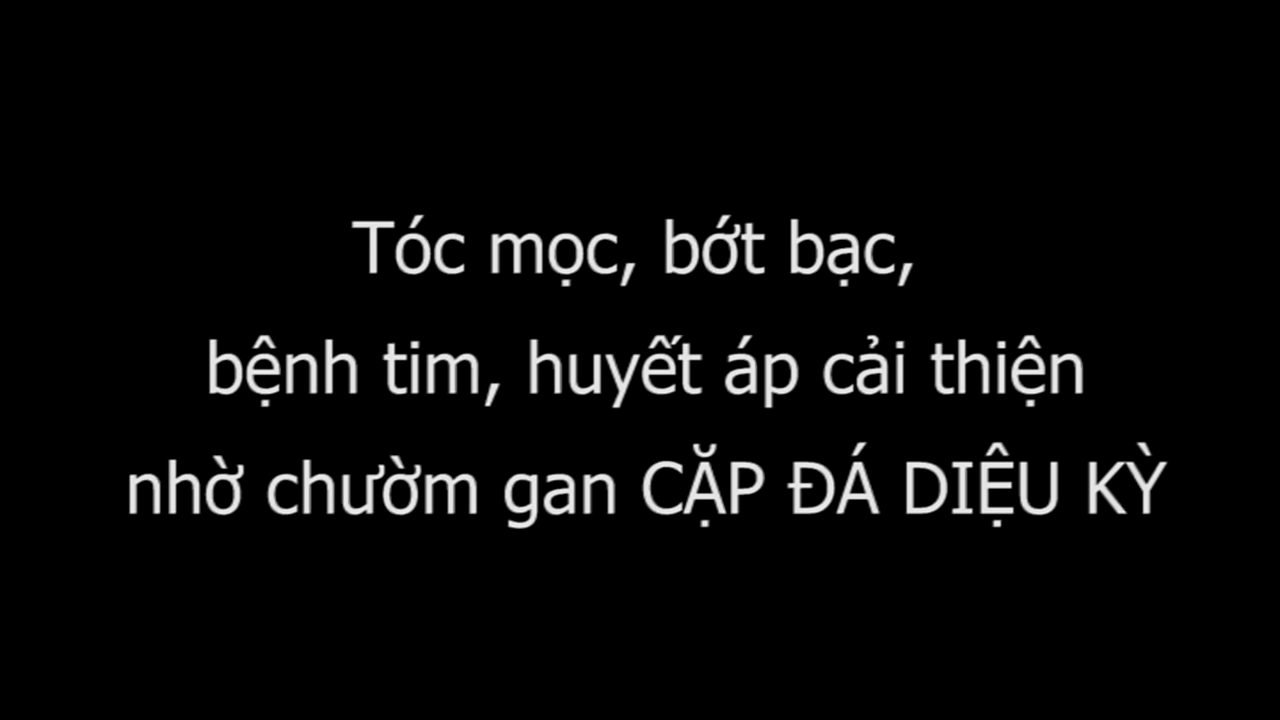 Tóc mọc, bớt bạc,
bệnh tim, huyết áp cải thiện
nhờ chườm gan CẶP ĐÁ DIỆU KỲ